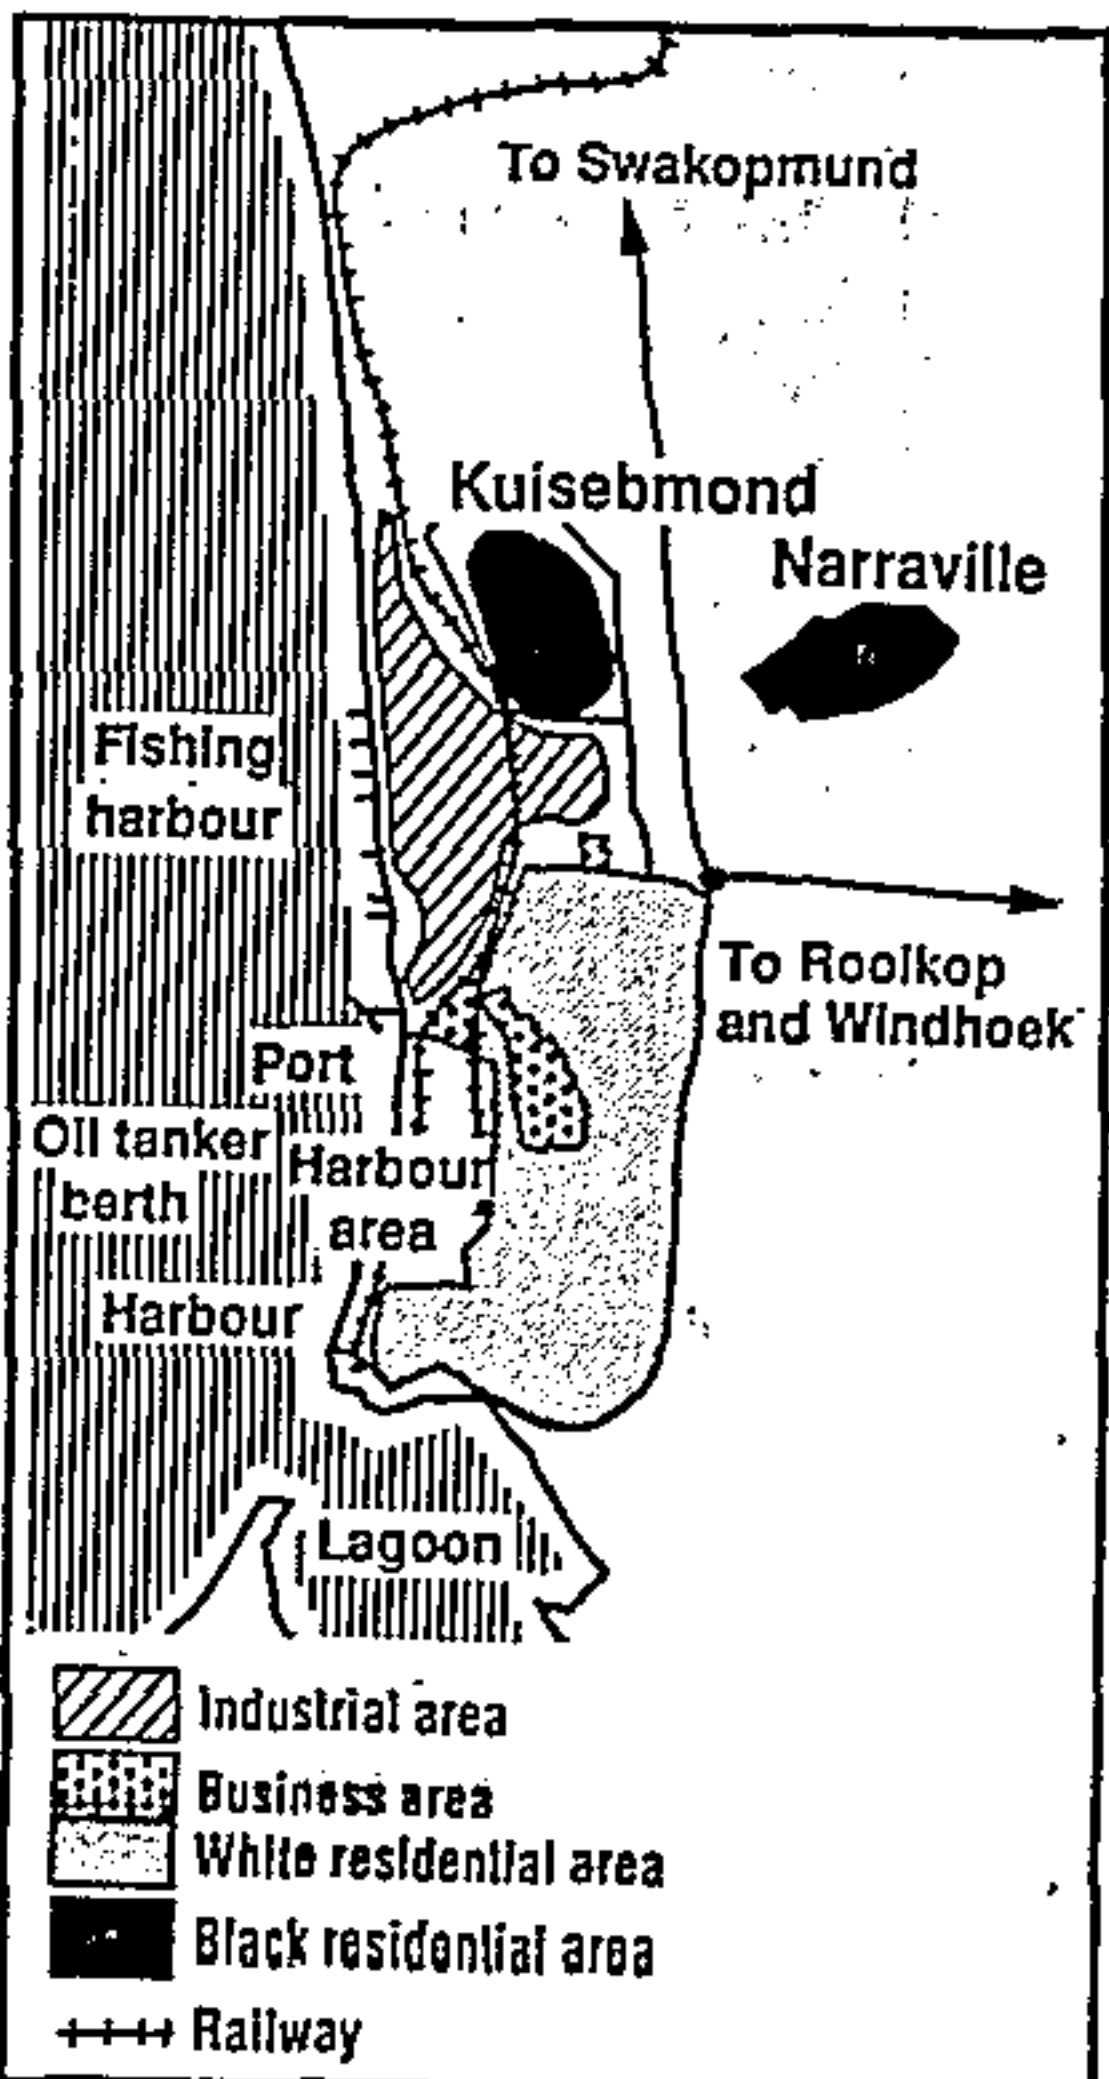 To Swakopmund
Kuisebmond
Narraville
Fishing
harbour
To Rooikop
and Windhoek
Port
Oil tanker
berth
Harbour
area
Harbour
Lagoon
Industrial area
Business area
White residential area
Black residential area
Railway